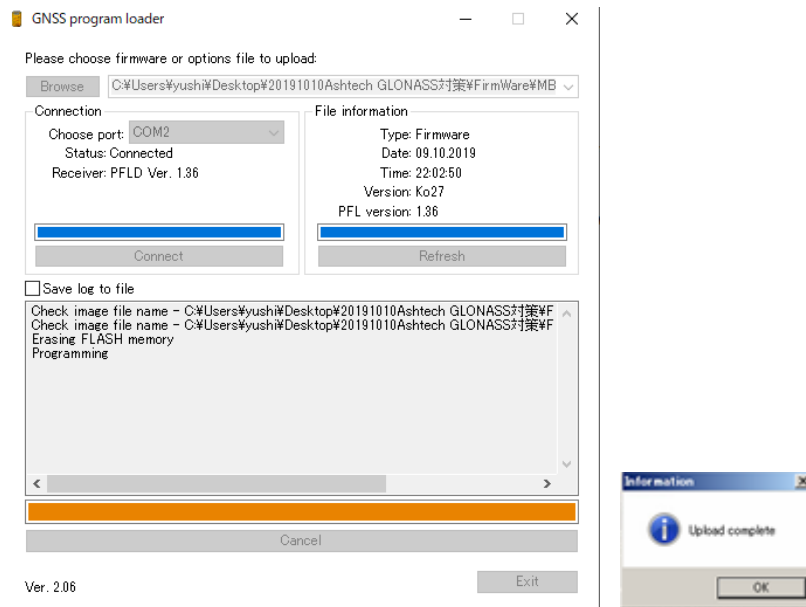 GNSS program loader
Please choose firmware or options file to upload:
Browse
C:¥Users¥yushi¥Desktop¥20191010Ashtech GLONASS対策¥FirmWare¥MB
Connection
Choose port: COM2
Status: Connected
Receiver: PFLD Ver. 1.36
Connect
File information
Type: Firmware
Date: 09.10.2019
Time: 22:02:50
Version: Ko27
PFL version: 1.36
Refresh
Save log to file
Check image file name - C:¥Users¥yushi¥Desktop¥20191010Ashtech GLONASS対策¥F
Check image file name - C:¥Users¥yushi¥Desktop¥20191010Ashtech GLONASS対策¥F
Erasing FLASH memory
Programming
Cancel
Ver. 2.06
Exit
Information
Upload complete
OK